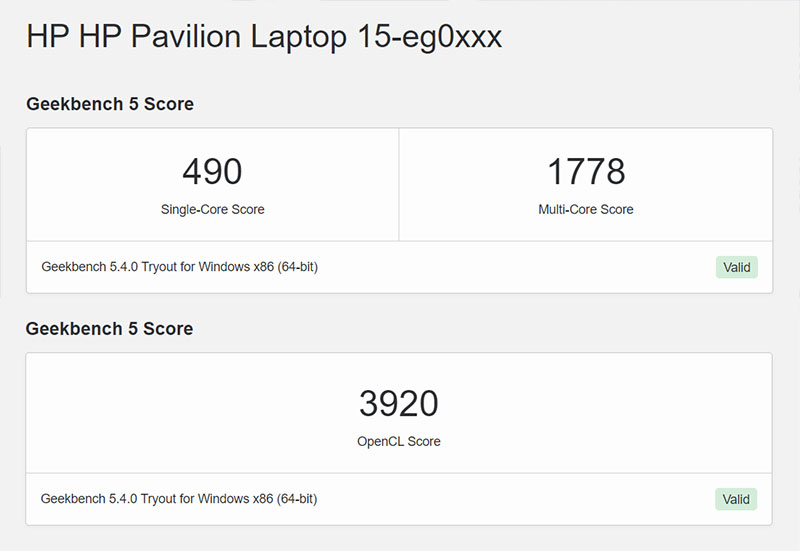 HP HP Pavilion Laptop 15-eg0xxx
Geekbench 5 Score
490
Single-Core Score
1778
Multi-Core Score
Geekbench 5.4.0 Tryout for Windows x86 (64-bit)
Valid
Geekbench 5 Score
3920
OpenCL Score
Geekbench 5.4.0 Tryout for Windows x86 (64-bit)
Valid